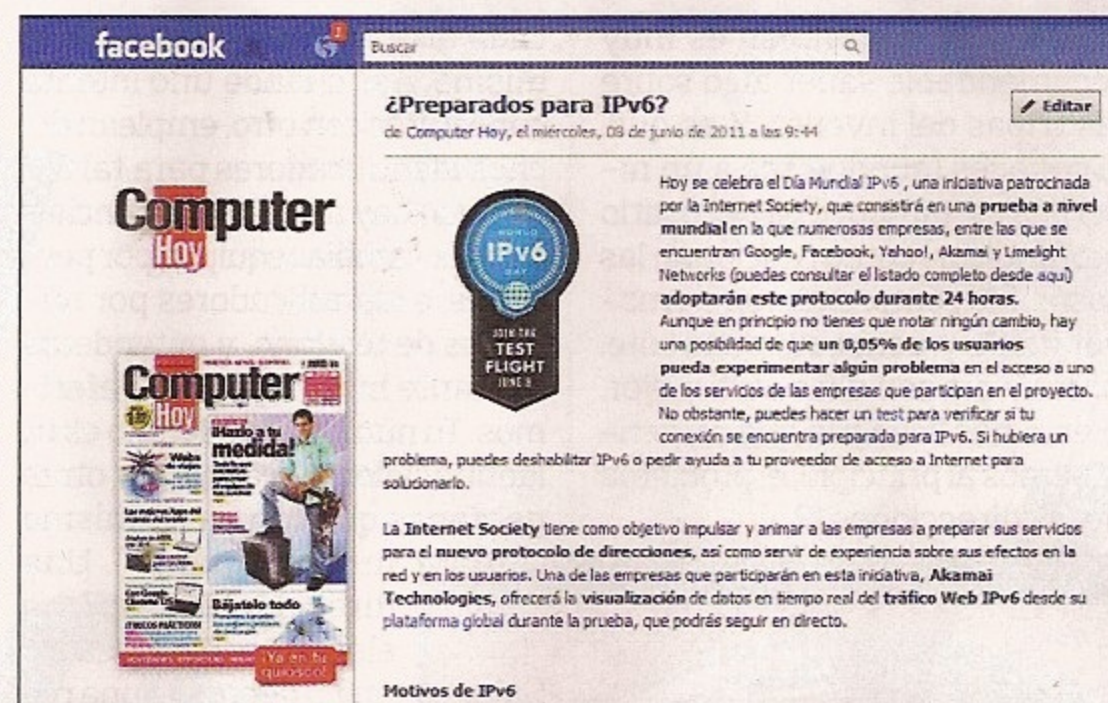 facebook
Buscar
¿Preparados para IPv6?
Editar
de Computer Hoy, el miércoles, 08 de junio de 2011 a las 9:44
Computer
Hoy
WORLD
IPv6
DAY
JOIN THE
TEST
FLIGHT
JUNE 8
Hoy se celebra el Día Mundial IPv6 , una iniciativa patrocinada
por la Internet Society, que consistirá en una prueba a nivel
mundial en la que numerosas empresas, entre las que se
encuentran Google, Facebook, Yahoo!, Akamai y Limelight
Networks (puedes consultar el listado completo desde aquí)
adoptarán este protocolo durante 24 horas.
Aunque en principio no tienes que notar ningún cambio, hay
una posibilidad de que un 0,05% de los usuarios
pueda experimentar algún problema en el acceso a uno
de los servicios de las empresas que participan en el proyecto.
No obstante, puedes hacer un test para verificar si tu
conexión se encuentra preparada para IPv6. Si hubiera un
problema, puedes deshabilitar IPv6 o pedir ayuda a tu proveedor de acceso a Internet para
solucionarlo.
Computer
Hoy
¡Hazlo a tu
medida!
Webs
de viajes
Bájatelo todo
¡TRUCOS PRÁCTICOS!
¡Ya en tu
quiosco!
La Internet Society tiene como objetivo impulsar y animar a las empresas a preparar sus servicios
para el nuevo protocolo de direcciones, así como servir de experiencia sobre sus efectos en la
red y en los usuarios. Una de las empresas que participarán en esta iniciativa, Akamai
Technologies, ofrecerá la visualización de datos en tiempo real del tráfico Web IPv6 desde su
plataforma global durante la prueba, que podrás seguir en directo.
Motivos de IPv6